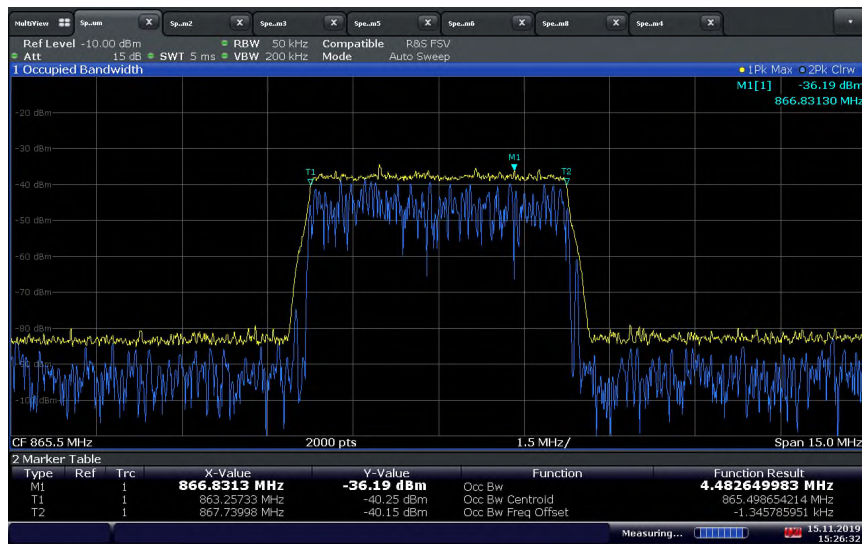 MultiView Sp..um X Sp..m2 X Spe..m3 X Spe..m5 X Spe..m6 X Spe..m8 X Spe..m4 X
Ref Level -10.00 dBm RBW 50 kHz Compatible R&S FSV
Att 15 dB SWT 5 ms VBW 200 kHz Mode Auto Sweep
1 Occupied Bandwidth 1Pk Max 2Pk Clrw
M1[1] -36.19 dBm
866.83130 MHz
-20 dBm
-30 dBm
M1
T1 T2
-40 dBm
-50 dBm
-60 dBm
-70 dBm
-80 dBm
CF 865.5 MHz 2000 pts 1.5 MHz/ Span 15.0 MHz
2 Marker Table
Type Ref Trc X-Value Y-Value Function Function Result
M1 1 866.8313 MHz -36.19 dBm Occ Bw 4.482649983 MHz
T1 1 863.25733 MHz -40.25 dBm Occ Bw Centroid 865.498654214 MHz
T2 1 867.73998 MHz -40.15 dBm Occ Bw Freq Offset -1.345785951 kHz
Measuring... 15.11.2019
15:26:32